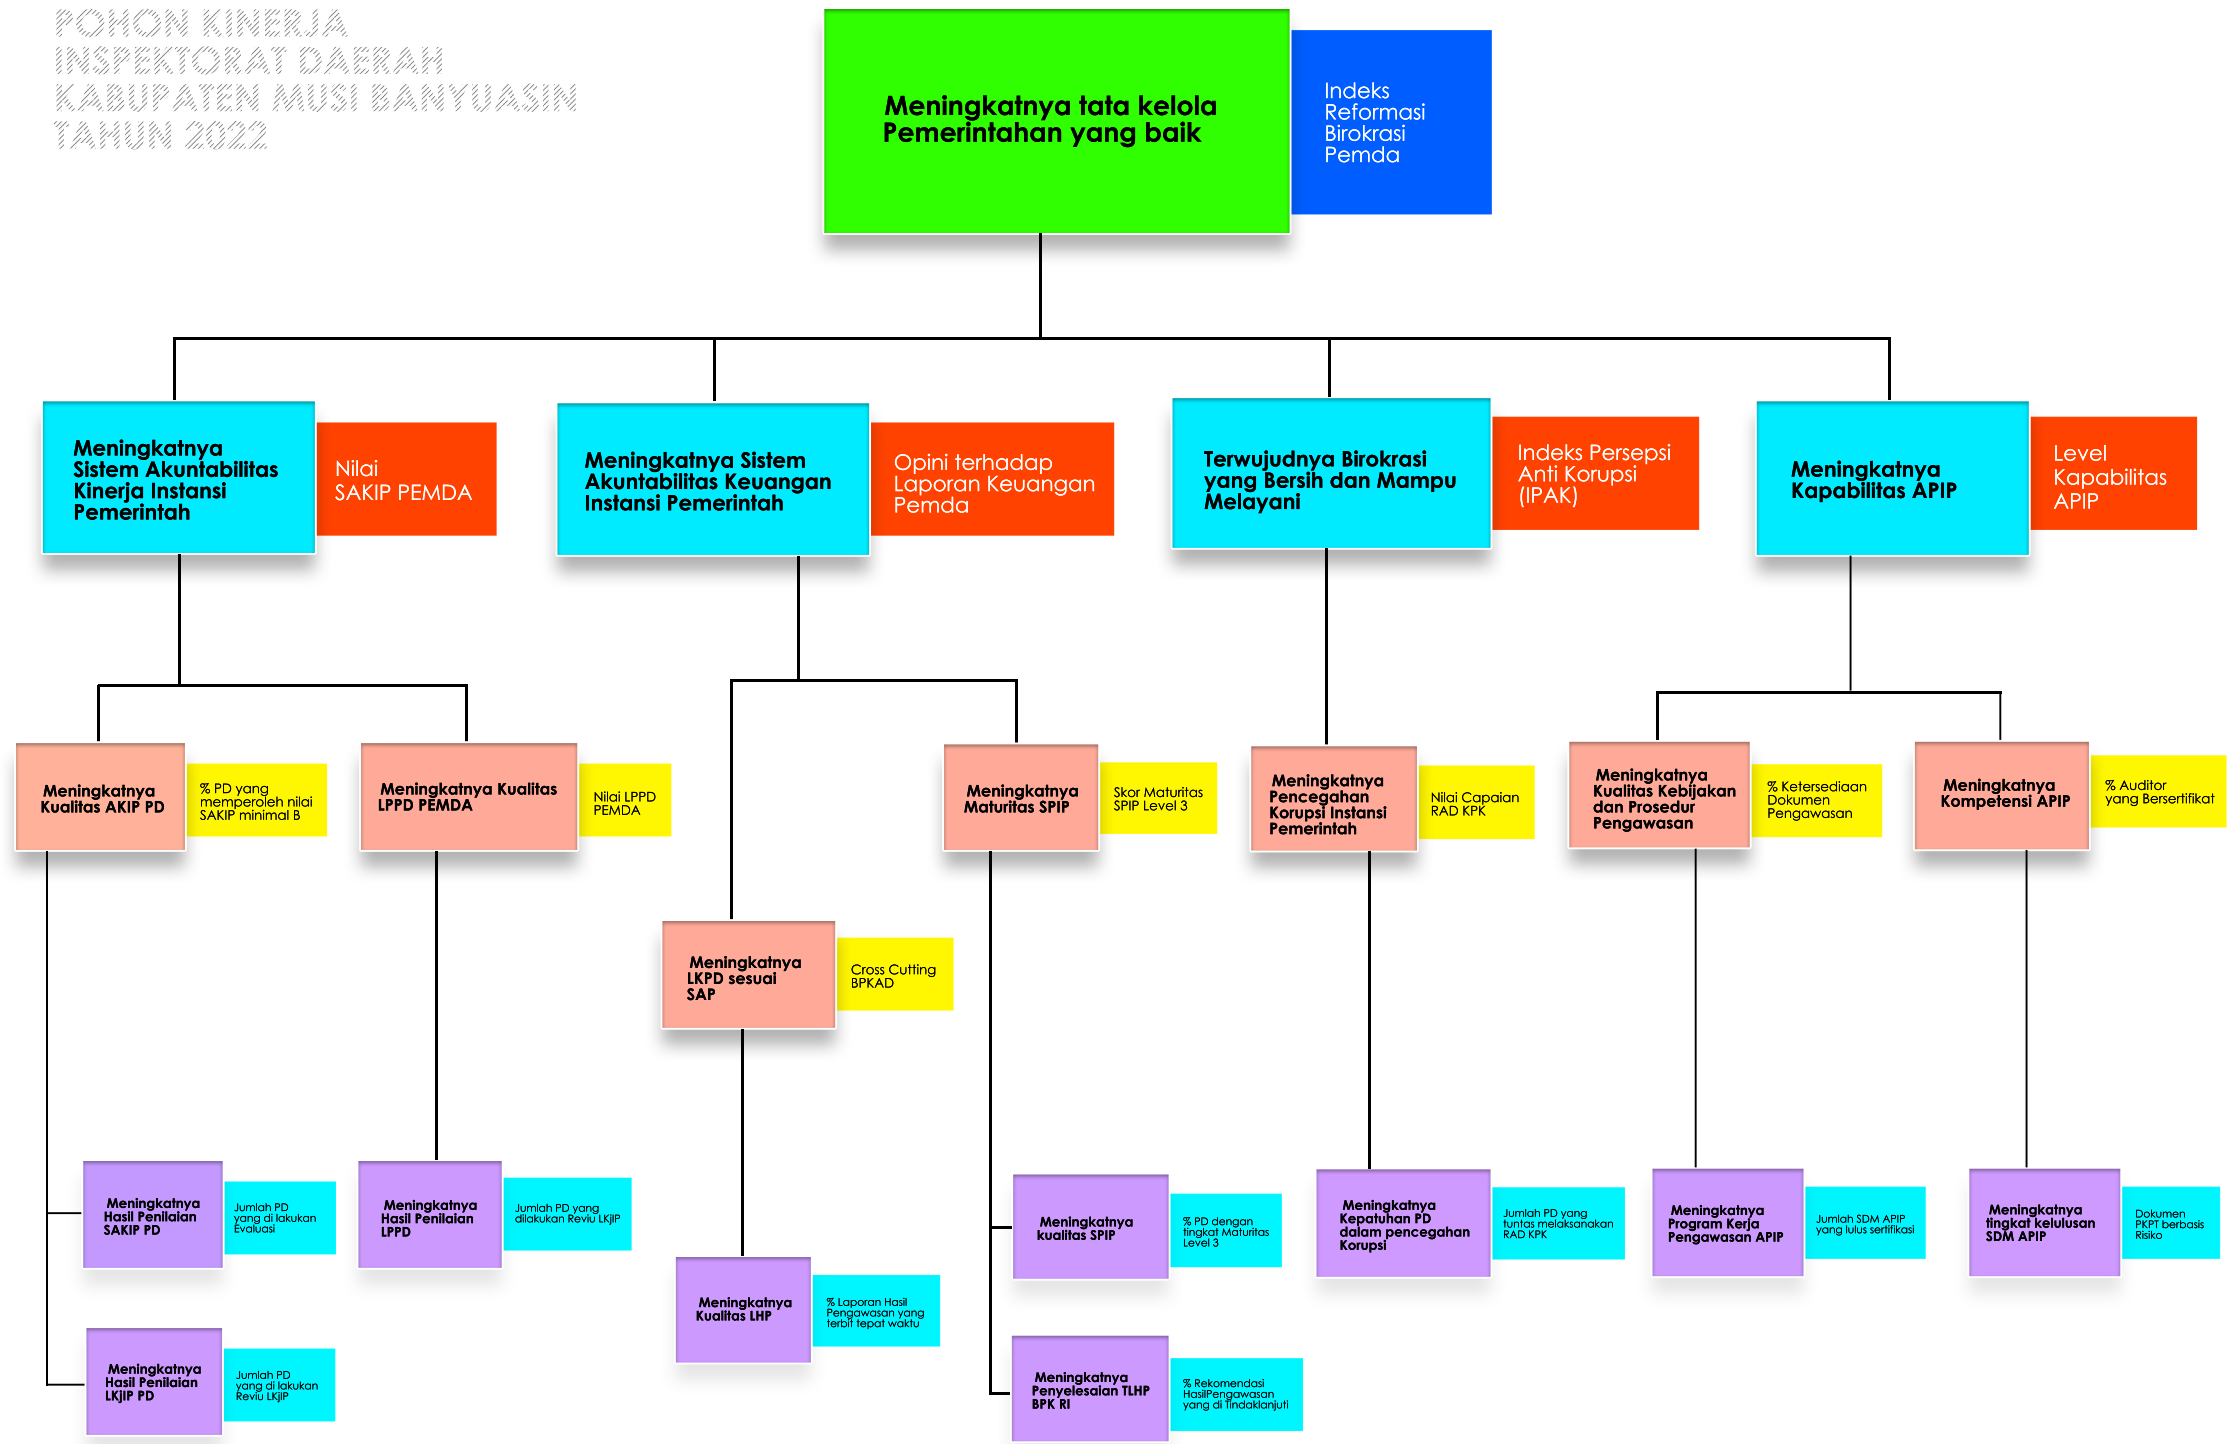 POHON KINERJA
INSPEKTORAT DAERAH
KABUPATEN MUSI BANYUASIN
TAHUN 2022
Meningkatnya tata kelola
Pemerintahan yang baik
Indeks
Reformasi
Birokrasi
Pemda
Meningkatnya
Sistem Akuntabilitas
Kinerja Instansi
Pemerintah
Nilai
SAKIP PEMDA
Meningkatnya Sistem
Akuntabilitas Keuangan
Instansi Pemerintah
Opini terhadap
Laporan Keuangan
Pemda
Terwujudnya Birokrasi
yang Bersih dan Mampu
Melayani
Indeks Persepsi
Anti Korupsi
(IPAK)
Meningkatnya
Kapabilitas APIP
Level
Kapabilitas
APIP
Meningkatnya
Kualitas AKIP PD
% PD yang
memperoleh nilai
SAKIP minimal B
Meningkatnya Kualitas
LPPD PEMDA
Nilai LPPD
PEMDA
Meningkatnya
Maturitas SPIP
Skor Maturitas
SPIP Level 3
Meningkatnya
Pencegahan
Korupsi Instansi
Pemerintah
Nilai Capaian
RAD KPK
Meningkatnya
Kualitas Kebijakan
dan Prosedur
Pengawasan
% Ketersediaan
Dokumen
Pengawasan
Meningkatnya
Kompetensi APIP
% Auditor
yang Bersertifikat
Meningkatnya
LKPD sesuai
SAP
Cross Cutting
BPKAD
Meningkatnya
Hasil Penilaian
SAKIP PD
Jumlah PD
yang di lakukan
Evaluasi
Meningkatnya
Hasil Penilaian
LPPD
Jumlah PD yang
dilakukan Reviu LKjIP
Meningkatnya
kualitas SPIP
% PD dengan
tingkat Maturitas
Level 3
Meningkatnya
Kepatuhan PD
dalam pencegahan
Korupsi
Jumlah PD yang
tuntas melaksanakan
RAD KPK
Meningkatnya
Program Kerja
Pengawasan APIP
Jumlah SDM APIP
yang lulus sertifikasi
Meningkatnya
tingkat kelulusan
SDM APIP
Dokumen
PKPT berbasis
Risiko
Meningkatnya
Kualitas LHP
% Laporan Hasil
Pengawasan yang
terbit tepat waktu
Meningkatnya
Hasil Penilaian
LKjIP PD
Jumlah PD
yang di lakukan
Reviu LKjIP
Meningkatnya
Penyelesaian TLHP
BPK RI
% Rekomendasi
HasilPengawasan
yang di Tindaklanjuti